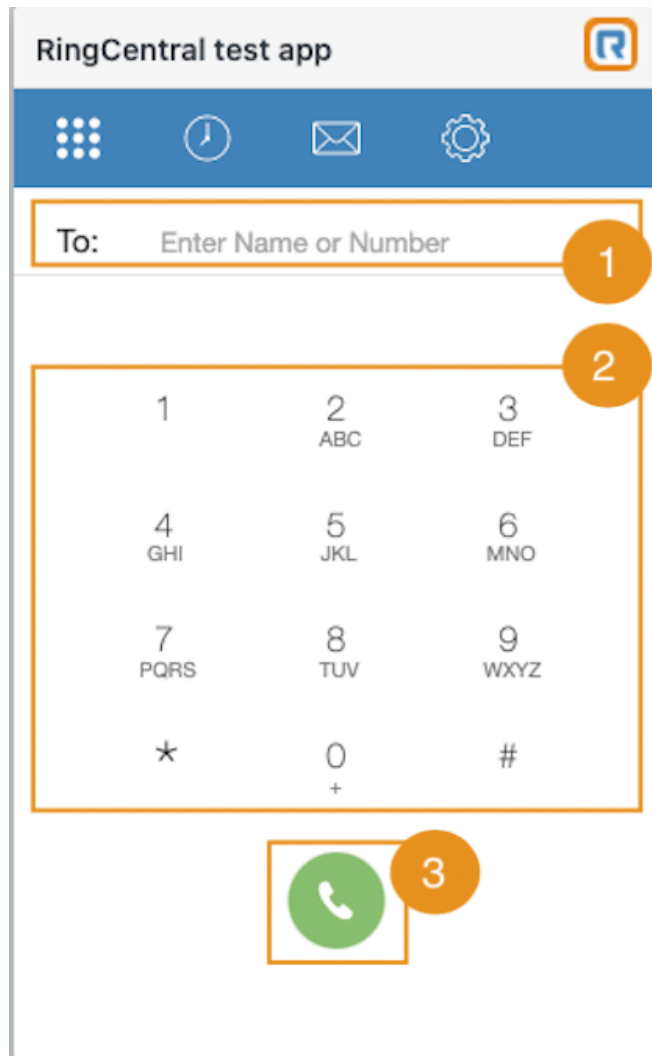 RingCentral test app
R
To: Enter Name or Number
1
2
1 2 3
ABC DEF
4 5 6
GHI JKL MNO
7 8 9
PQRS TUV WXYZ
* 0 #
+
3